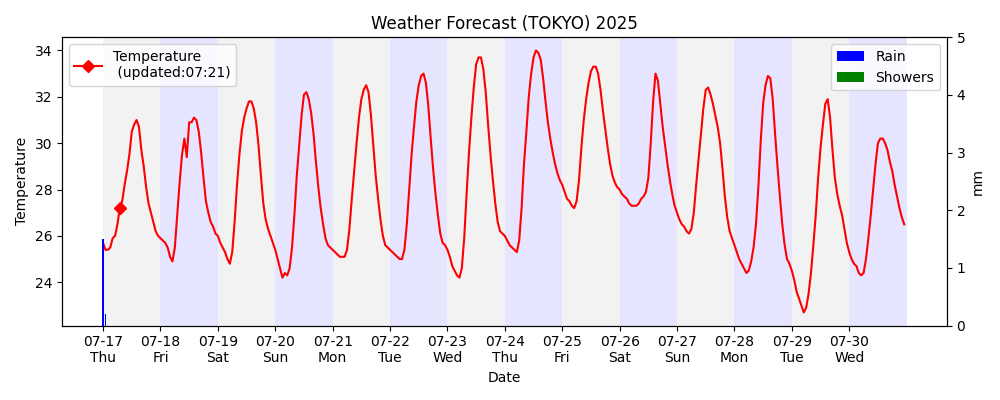 Weather Forecast (TOKYO) 2025
Temperature
(updated:07:21)
Rain
Showers
Temperature
34
32
30
28
26
24
5
4
3
2
1
0
mm
07-17 07-18 07-19 07-20 07-21 07-22 07-23 07-24 07-25 07-26 07-27 07-28 07-29 07-30
Thu Fri Sat Sun Mon Tue Wed Thu Fri Sat Sun Mon Tue Wed
Date